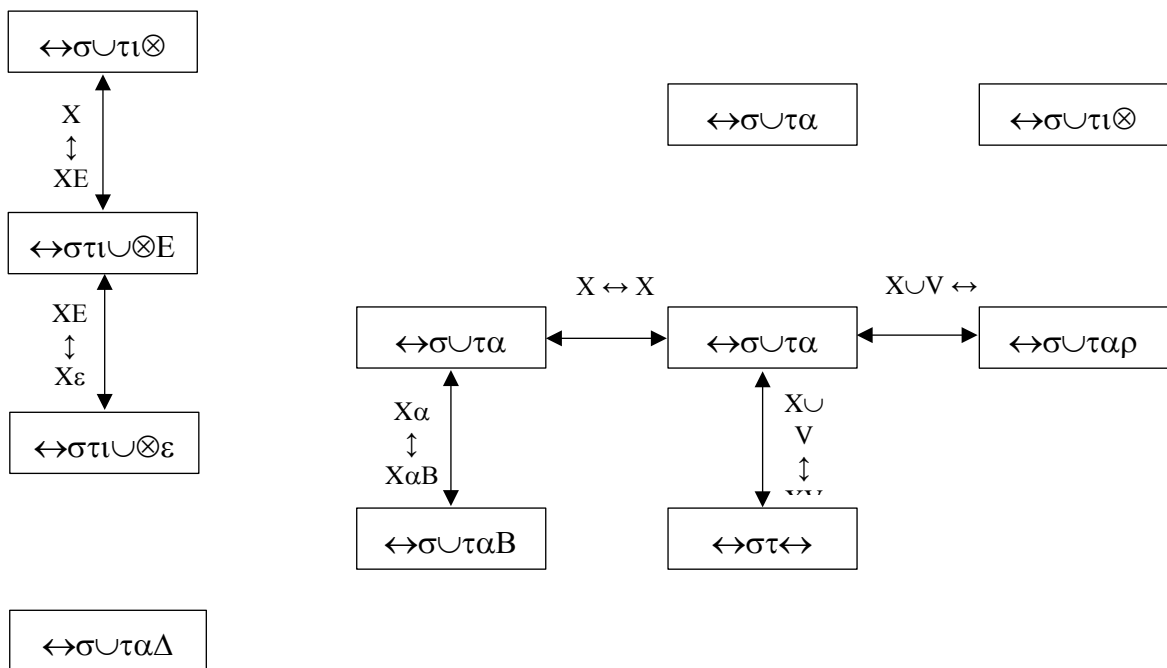 ↔σ∪τι⊗
X
↕
XE
↔σ∪τα
↔σ∪τι⊗
↔στι∪⊗E
XE
↕
Xε
X ↔ X
X∪V ↔
↔σ∪τα
↔σ∪τα
↔σ∪ταρ
Xα
↕
XαB
X∪
V
↕
↔στι∪⊗ε
↔σ∪ταB
↔στ↔
↔σ∪ταΔ